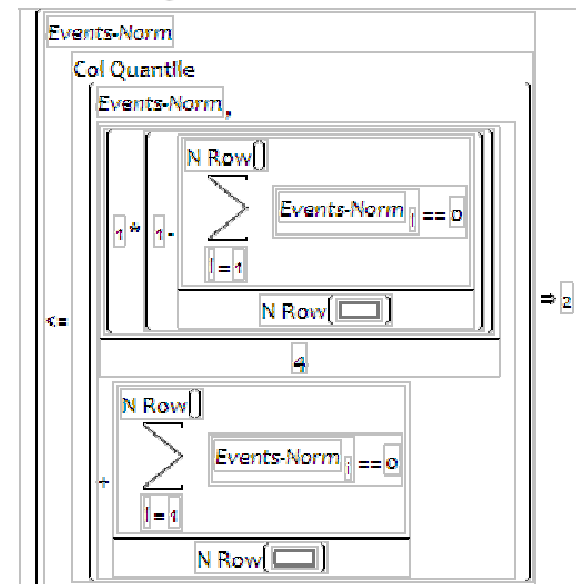 Events-Norm
Col Quantile
Events-Norm,
N Row()
1 * 1 - ∑ Events-Norm i == 0
i = 1
N Row( )
<= ⇒ 2
4
N Row()
+ ∑ Events-Norm i == 0
i = 1
N Row( )